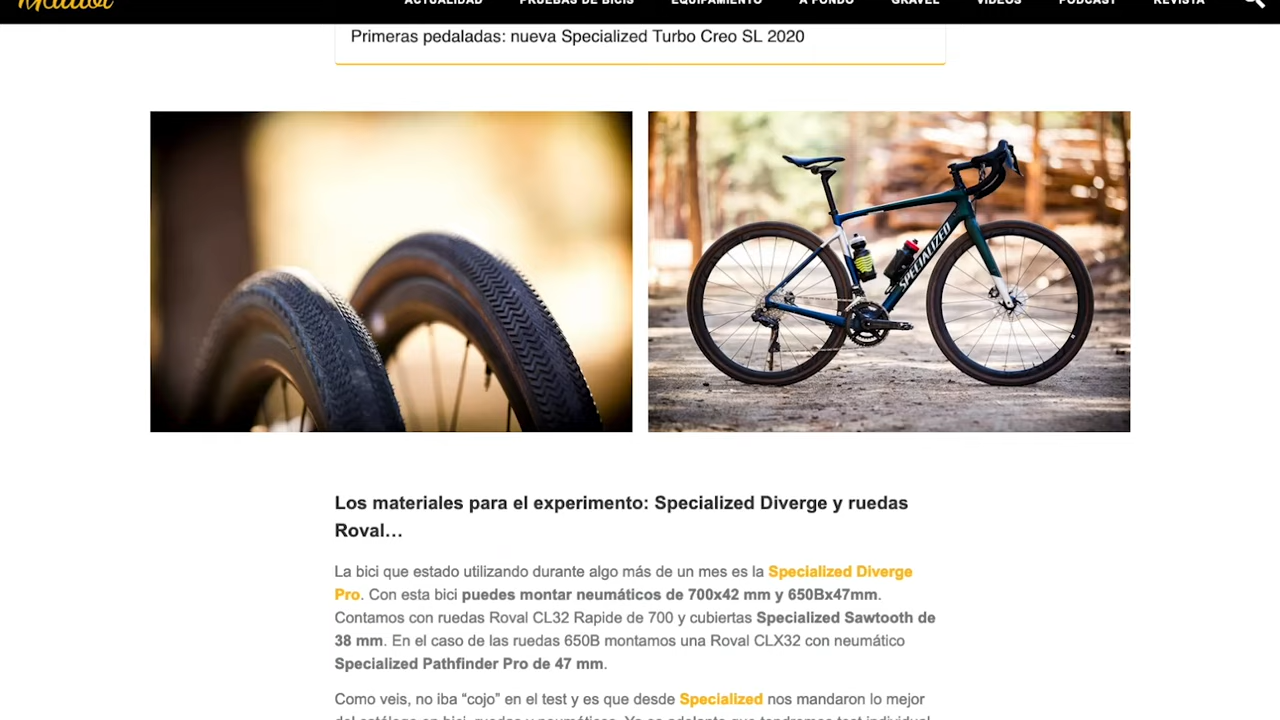 ACTUALIDAD PRUEBAS DE BICIS EQUIPAMIENTO A FONDO GRAVEL VÍDEOS PODCAST REVISTA
Primeras pedaladas: nueva Specialized Turbo Creo SL 2020
SPECIALIZED
Los materiales para el experimento: Specialized Diverge y ruedas
Roval…
La bici que estado utilizando durante algo más de un mes es la Specialized Diverge
Pro. Con esta bici puedes montar neumáticos de 700x42 mm y 650Bx47mm.
Contamos con ruedas Roval CL32 Rapide de 700 y cubiertas Specialized Sawtooth de
38 mm. En el caso de las ruedas 650B montamos una Roval CLX32 con neumático
Specialized Pathfinder Pro de 47 mm.
Como veis, no iba “cojo” en el test y es que desde Specialized nos mandaron lo mejor